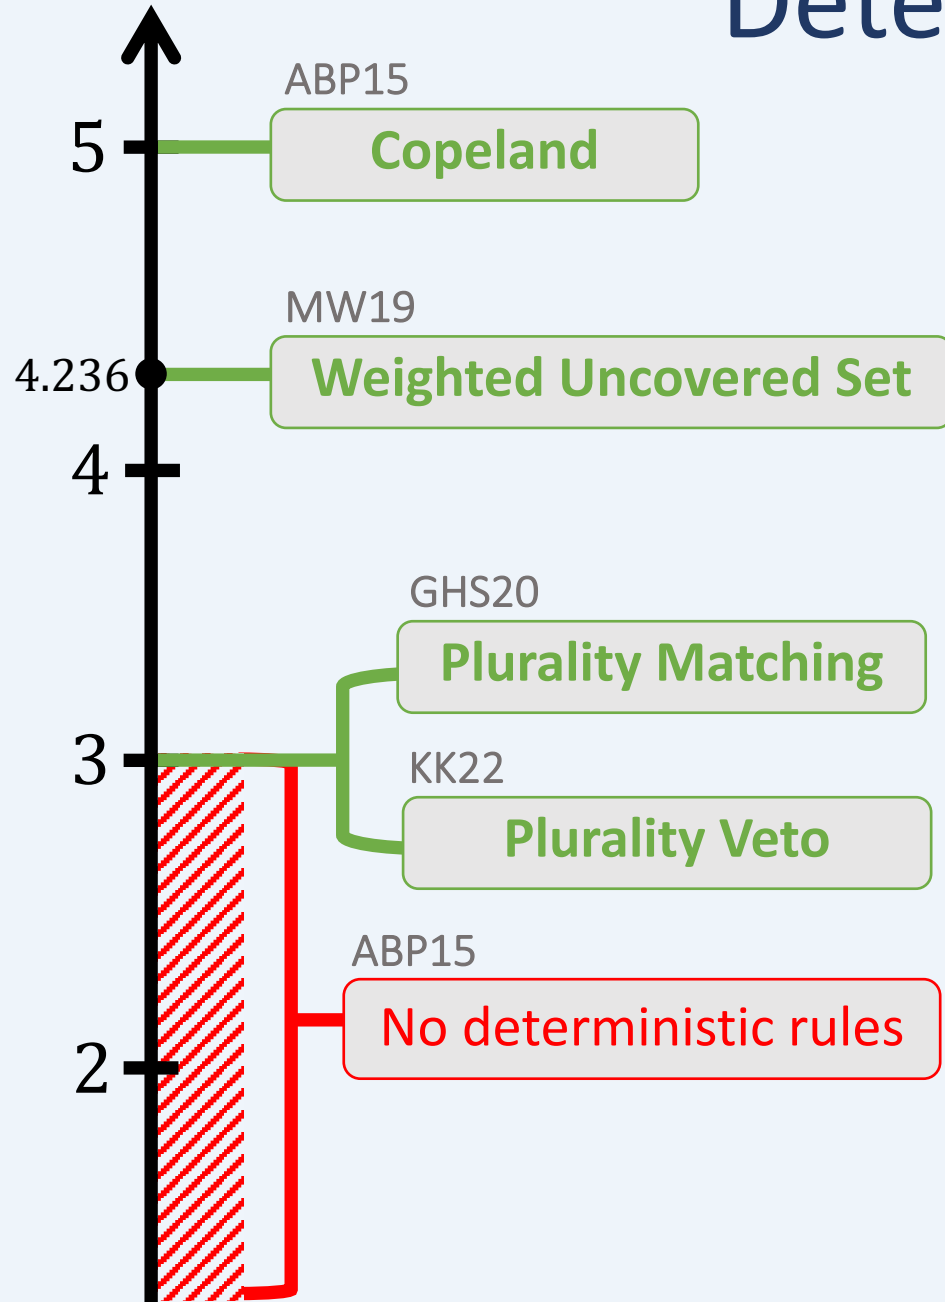 Dete
ABP15
5
Copeland
MW19
4.236
Weighted Uncovered Set
4
GHS20
Plurality Matching
3
KK22
Plurality Veto
ABP15
No deterministic rules
2